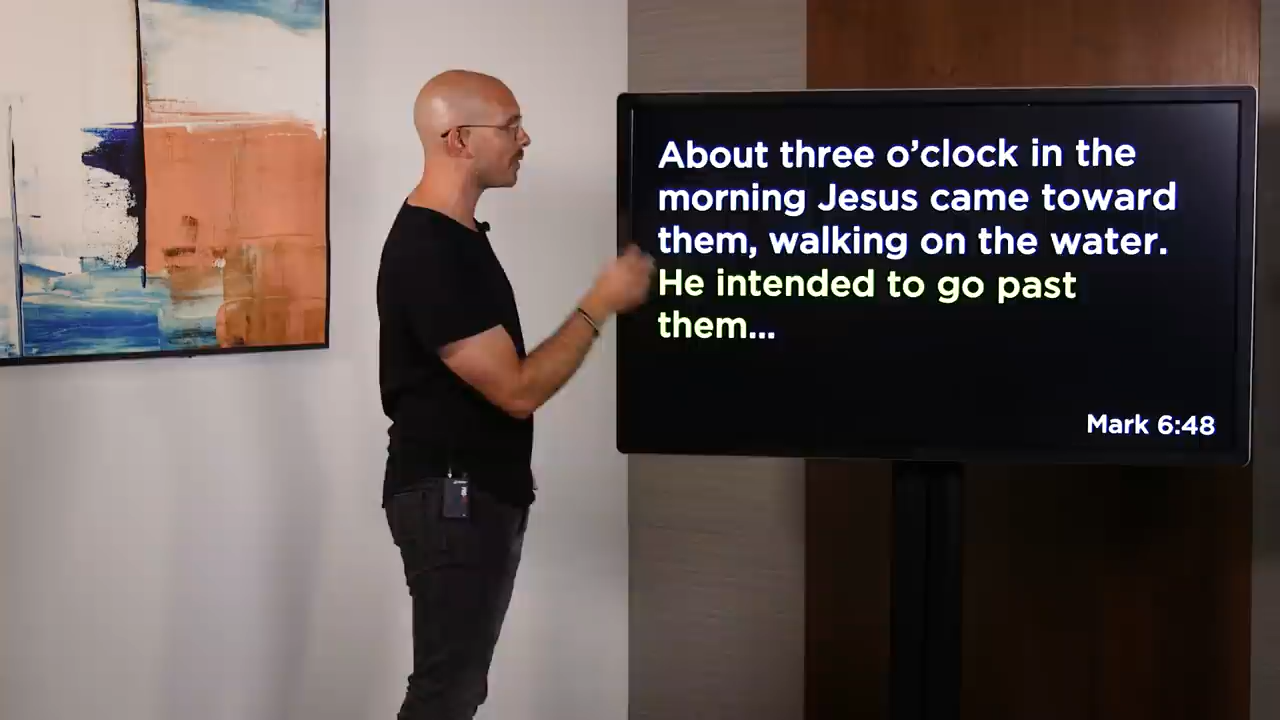 About three o’clock in the
morning Jesus came toward
them, walking on the water.
He intended to go past
them...
Mark 6:48